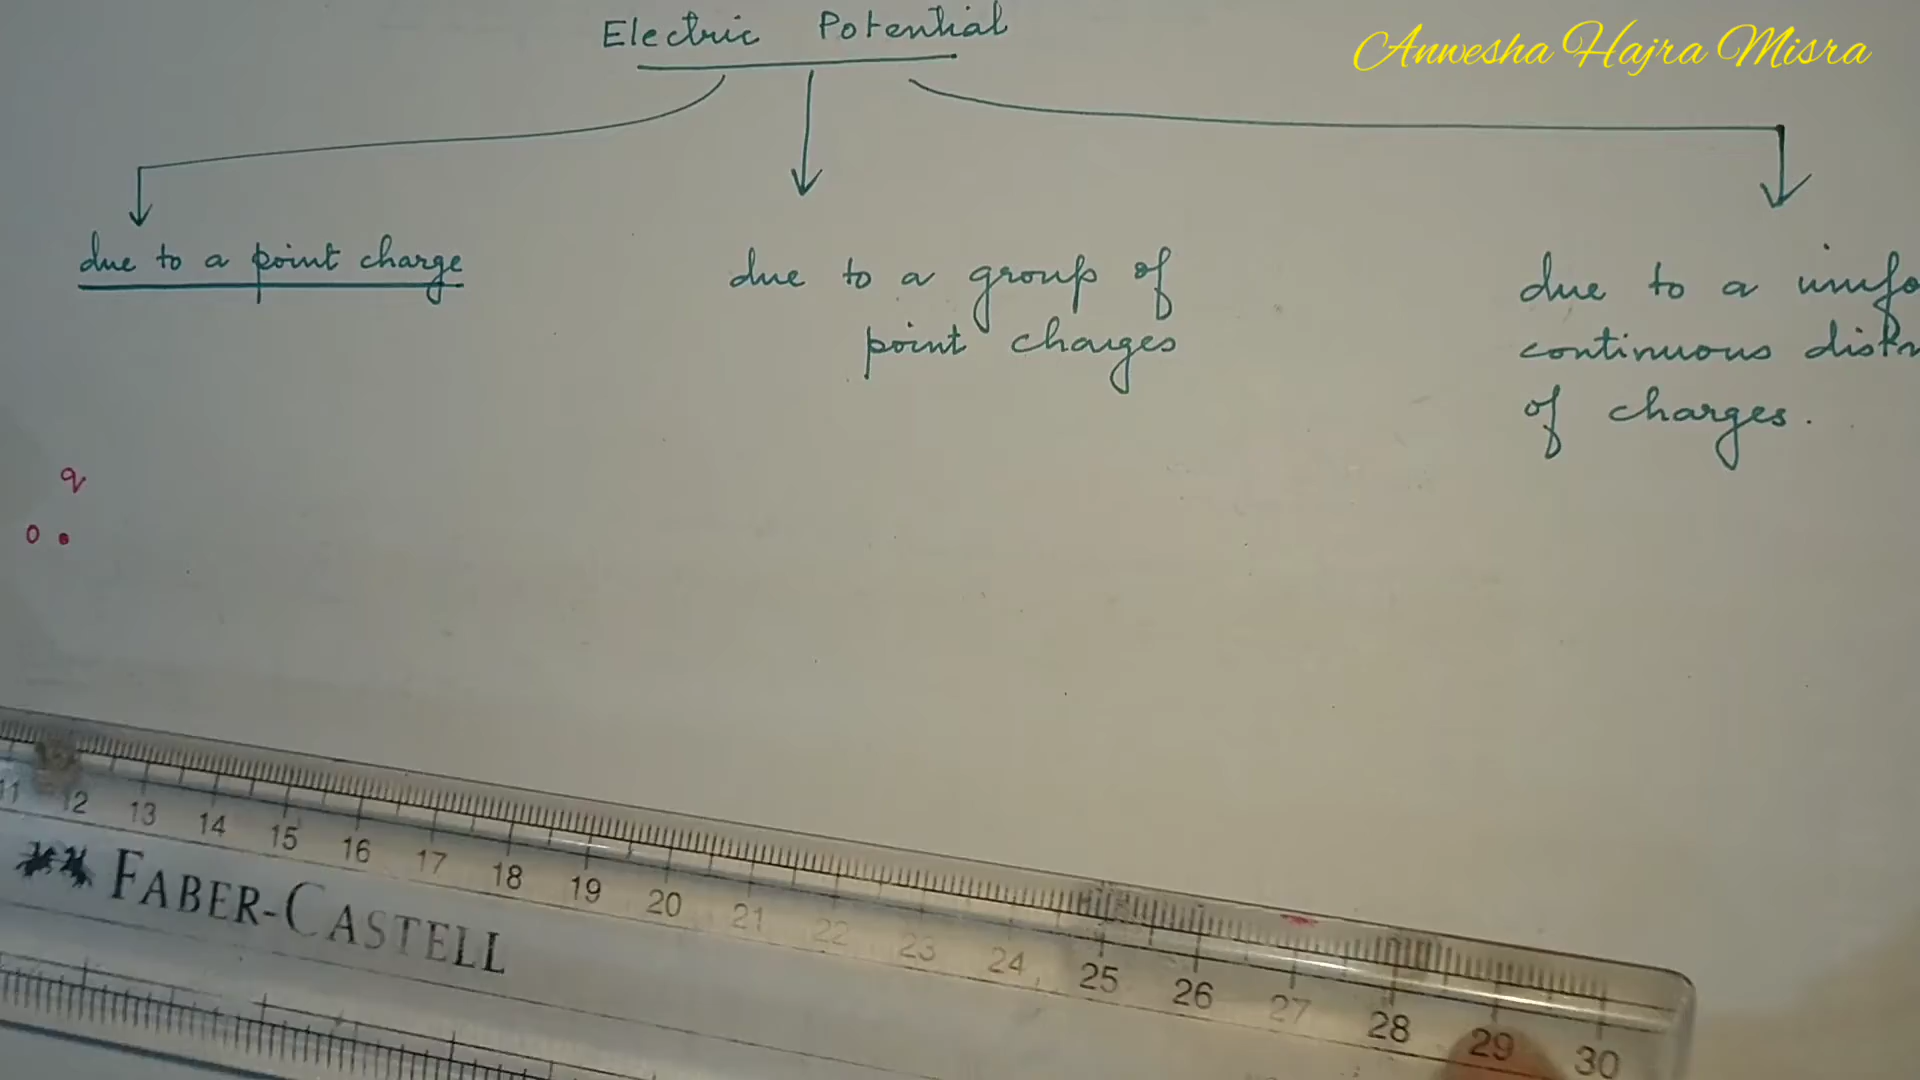 Electric Potential
Anwesha Hajra Misra
due to a point charge
due to a group of
point charges
due to a
continuous
of charges.
q
0
11 12 13 14 15 16 17 18 19 20 21 22 23 24 25 26 27 28 29 30
FABER-CASTELL